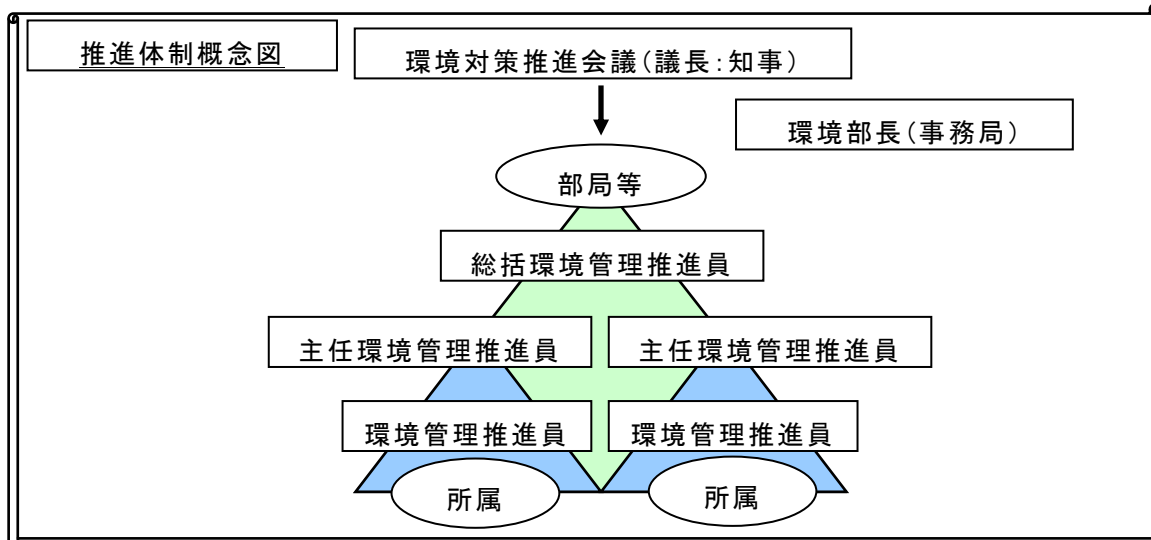 推進体制概念図
環境対策推進会議(議長:知事)
環境部長(事務局)
部局等
総括環境管理推進員
主任環境管理推進員
主任環境管理推進員
環境管理推進員
環境管理推進員
所属
所属